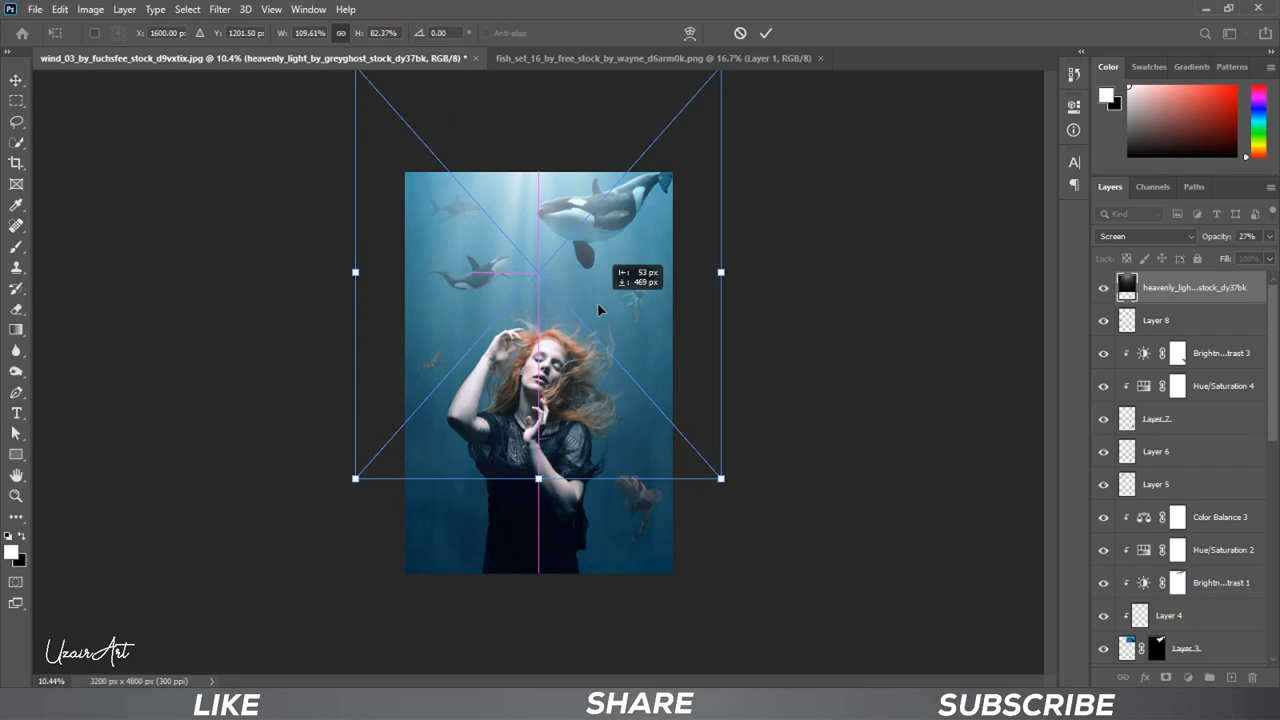 Ps File Edit Image Layer Type Select Filter 3D View Window Help
X: 1600.00 px Y: 1201.50 px W: 109.61% H: 82.37% 0.00 ° Anti-alias
wind_03_by_fuchsfee_stock_d9vxtix.jpg @ 10.4% (heavenly_light_by_greyghost_stock_dy37bk, RGB/8) * × fish_set_16_by_free_stock_by_wayne_d6arm0k.png @ 16.7% (Layer 1, RGB/8) ×
Color Swatches Gradients Patterns
Layers Channels Paths
Kind
Screen Opacity: 27%
Lock: Fill: 100%
heavenly_ligh...stock_dy37bk
Layer 8
Brightn...trast 3
Hue/Saturation 4
Layer 7
Layer 6
Layer 5
Color Balance 3
Hue/Saturation 2
Brightn...trast 1
Layer 4
Layer 3
53 px
469 px
UzairArt
10.44% 3200 px x 4800 px (300 ppi)
LIKE SHARE SUBSCRIBE